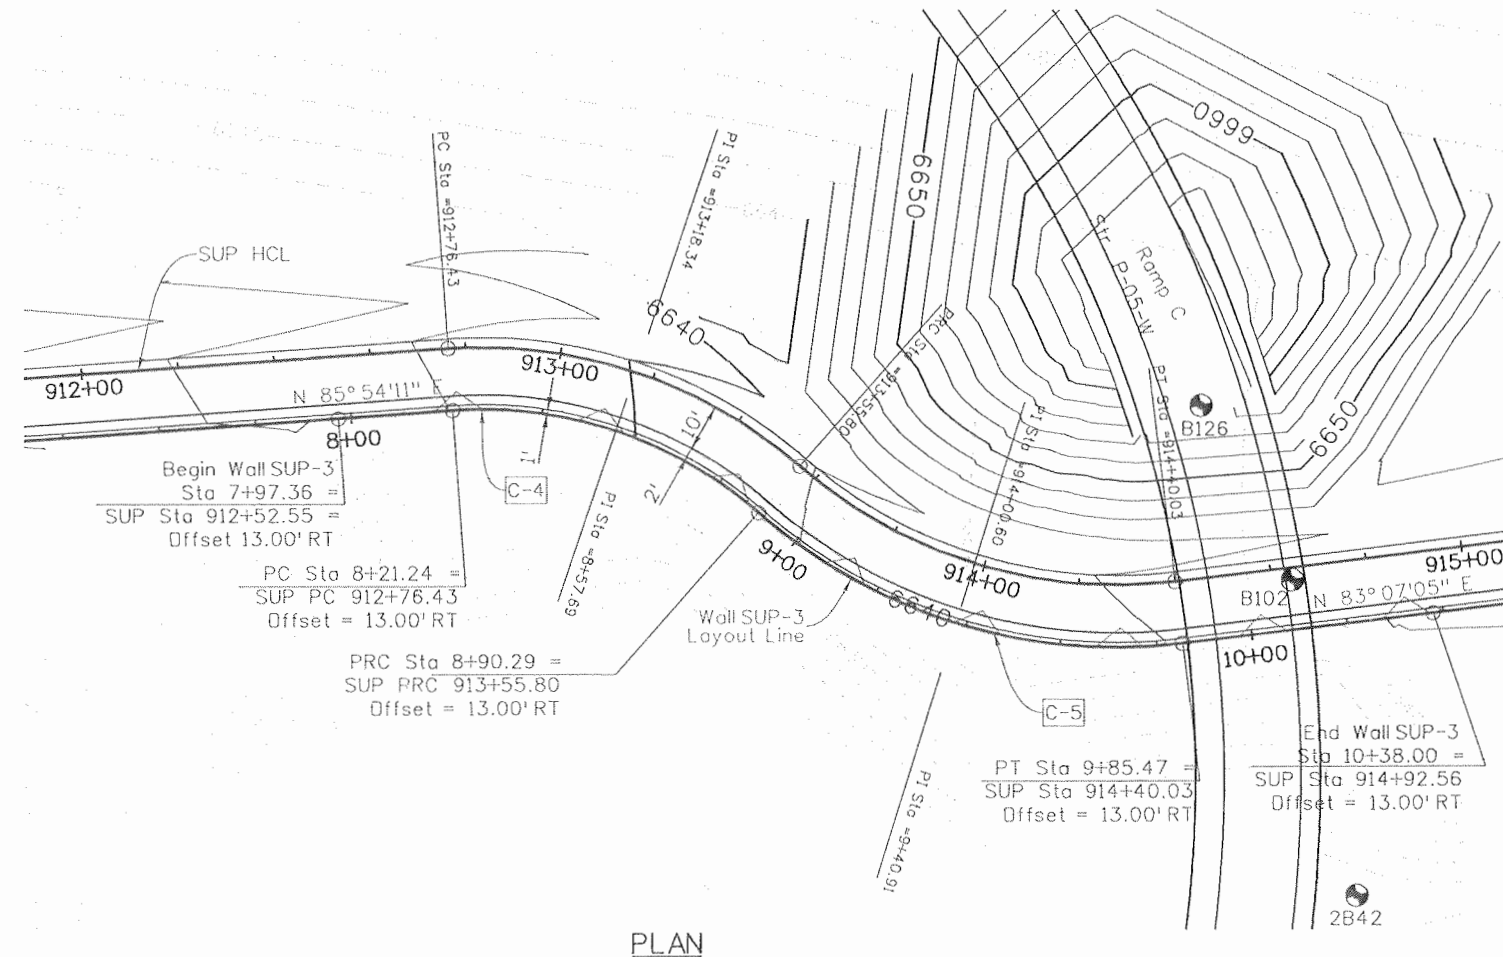 0999
6650
PC Sta =912+76.43
PI Sta =913+18.34
SUP HCL
Ramp C
Str P-05-W
6640
PRC Sta =913+55.80
912+00
913+00
N 85°54'11" E
8+00
10'
1'
2'
PI Sta =914+00.60
PT Sta =914+40.03
B126
6650
Begin Wall SUP-3
Sta 7+97.36 =
SUP Sta 912+52.55 =
Offset 13.00' RT
C-4
PI Sta =8+57.69
PC Sta 8+21.24 =
SUP PC 912+76.43
Offset = 13.00' RT
9+00
914+00
915+00
B102
N 83°07'05" E
6640
Wall SUP-3
Layout Line
10+00
PRC Sta 8+90.29 =
SUP PRC 913+55.80
Offset = 13.00' RT
C-5
PI Sta =9+40.91
PT Sta 9+85.47 =
SUP Sta 914+40.03
Offset = 13.00' RT
End Wall SUP-3
Sta 10+38.00 =
SUP Sta 914+92.56
Offset = 13.00' RT
2B42
PLAN